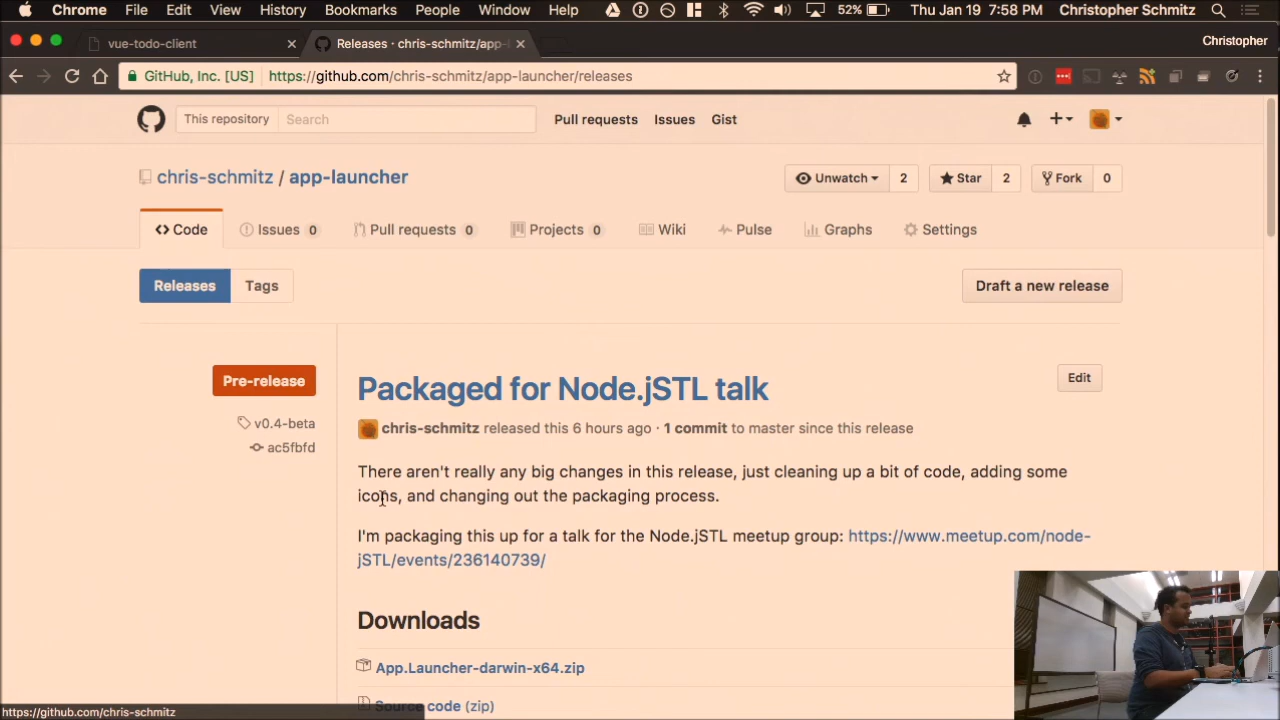 Chrome File Edit View History Bookmarks People Window Help 52% Thu Jan 19 7:58 PM Christopher Schmitz
vue-todo-client
Releases · chris-schmitz/app-l
Christopher
GitHub, Inc. [US] https://github.com/chris-schmitz/app-launcher/releases
This repository Search Pull requests Issues Gist
chris-schmitz / app-launcher
Unwatch 2 Star 2 Fork 0
Code Issues 0 Pull requests 0 Projects 0 Wiki Pulse Graphs Settings
Releases Tags Draft a new release
Pre-release
v0.4-beta
ac5fbfd
Packaged for Node.jSTL talk
Edit
chris-schmitz released this 6 hours ago · 1 commit to master since this release
There aren't really any big changes in this release, just cleaning up a bit of code, adding some
icons, and changing out the packaging process.
I'm packaging this up for a talk for the Node.jSTL meetup group: https://www.meetup.com/node-
jSTL/events/236140739/
Downloads
App.Launcher-darwin-x64.zip
Source code (zip)
https://github.com/chris-schmitz